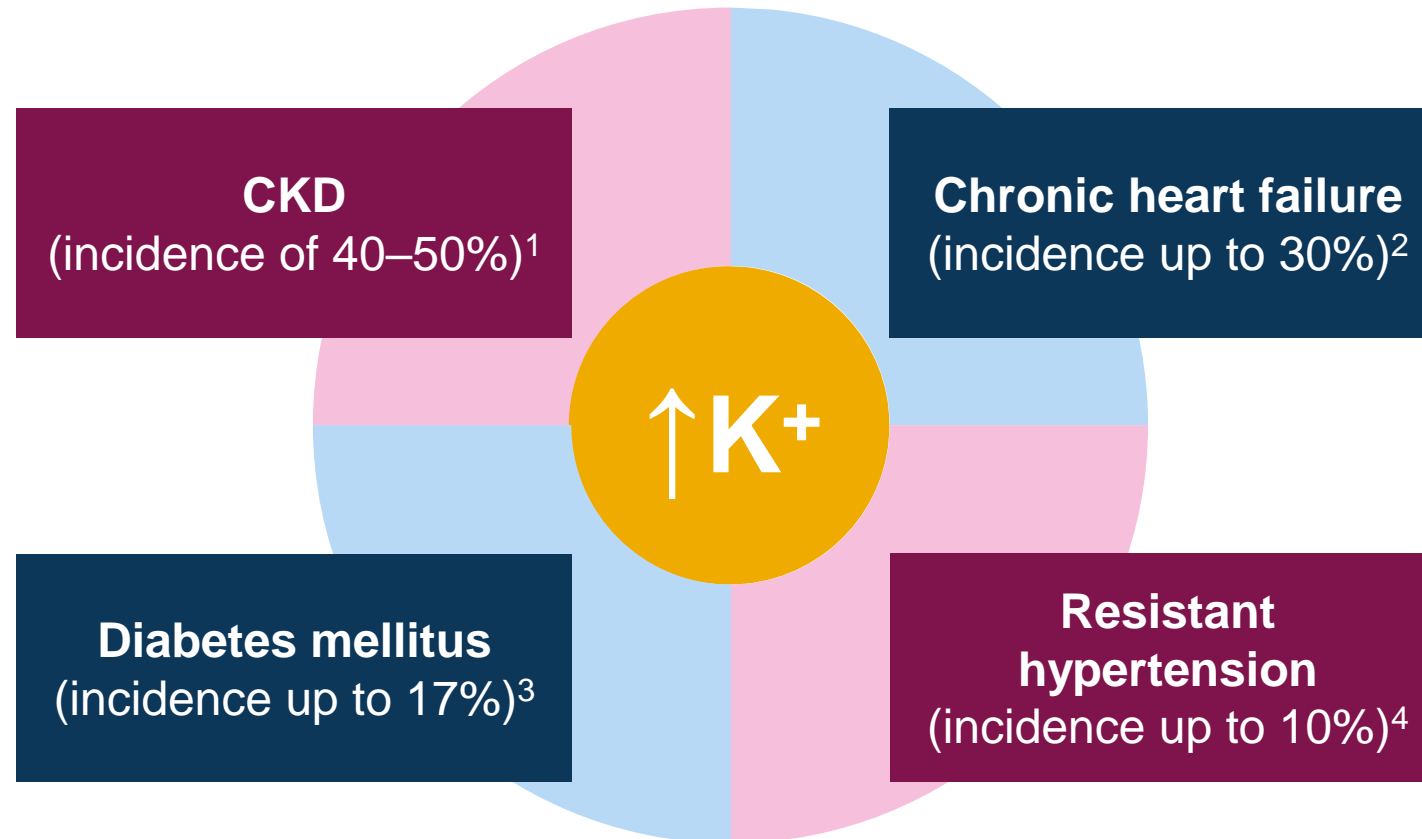 CKD
(incidence of 40–50%)¹
Chronic heart failure
(incidence up to 30%)²
↑K⁺
Diabetes mellitus
(incidence up to 17%)³
Resistant
hypertension
(incidence up to 10%)⁴